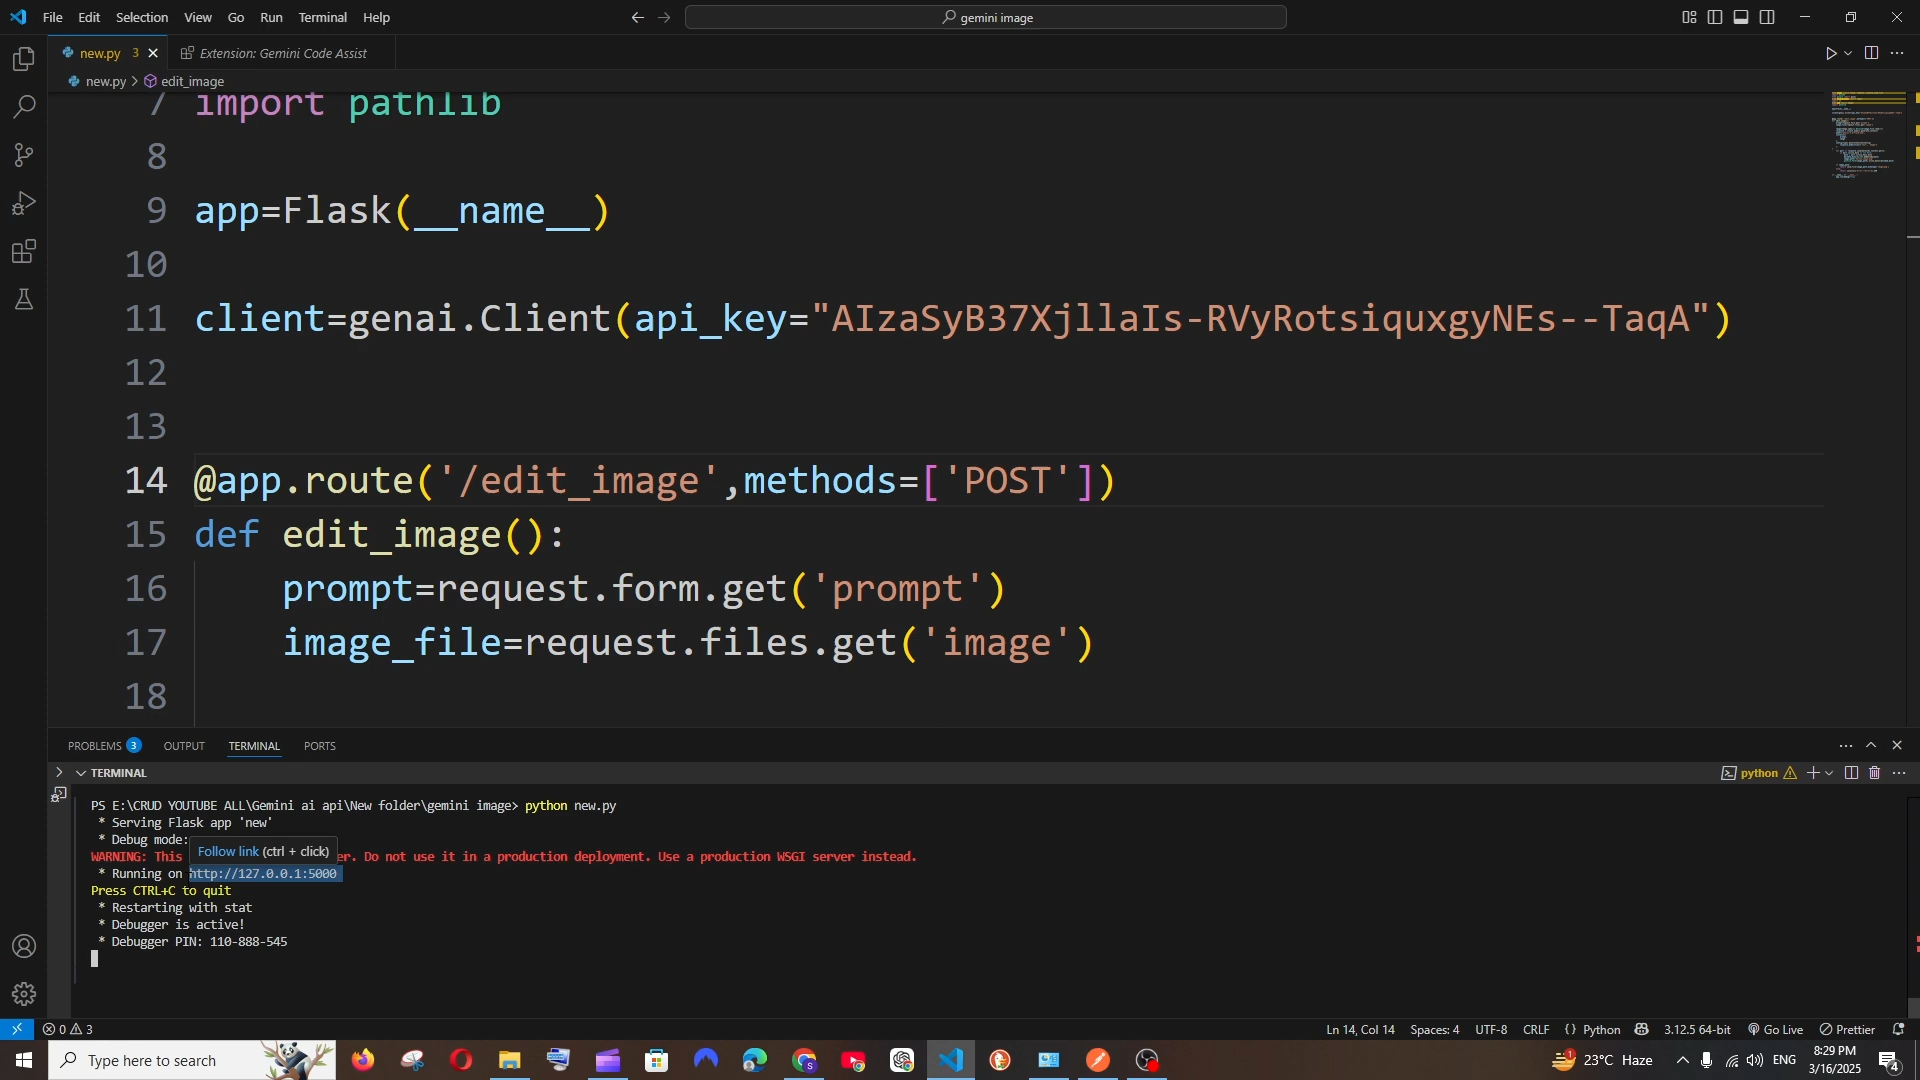 File Edit Selection View Go Run Terminal Help
gemini image
new.py 3
Extension: Gemini Code Assist
new.py > edit_image
7 import pathlib
8
9 app=Flask(__name__)
10
11 client=genai.Client(api_key="AIzaSyB37XjllaIs-RVyRotsiquxgyNEs--TaqA")
12
13
14 @app.route('/edit_image',methods=['POST'])
15 def edit_image():
16 prompt=request.form.get('prompt')
17 image_file=request.files.get('image')
18
PROBLEMS 3 OUTPUT TERMINAL PORTS
TERMINAL
python
PS E:\CRUD YOUTUBE ALL\Gemini ai api\New folder\gemini image> python new.py
* Serving Flask app 'new'
* Debug mode:
Follow link (ctrl + click)
WARNING: This er. Do not use it in a production deployment. Use a production WSGI server instead.
* Running on http://127.0.0.1:5000
Press CTRL+C to quit
* Restarting with stat
* Debugger is active!
* Debugger PIN: 110-888-545
0 3 Ln 14, Col 14 Spaces: 4 UTF-8 CRLF {} Python 3.12.5 64-bit Go Live Prettier
Type here to search
1 23°C Haze ENG
8:29 PM
3/16/2025
4